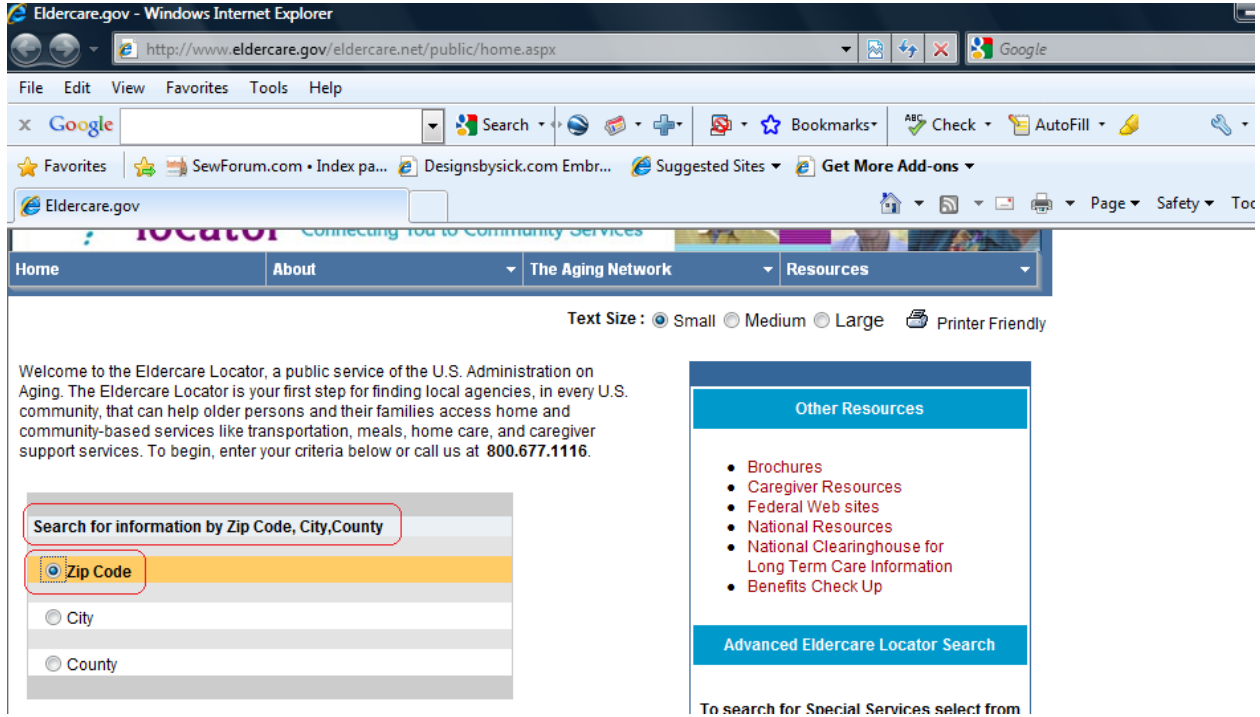 Eldercare.gov - Windows Internet Explorer
http://www.eldercare.gov/eldercare.net/public/home.aspx
Google
File Edit View Favorites Tools Help
x Google Search Bookmarks ABC Check AutoFill
Favorites SewForum.com • Index pa... Designsbysick.com Embr... Suggested Sites Get More Add-ons
Eldercare.gov Page Safety Too
locator Connecting You to Community Services
Home About The Aging Network Resources
Text Size : Small Medium Large Printer Friendly
Welcome to the Eldercare Locator, a public service of the U.S. Administration on
Aging. The Eldercare Locator is your first step for finding local agencies, in every U.S.
community, that can help older persons and their families access home and
community-based services like transportation, meals, home care, and caregiver
support services. To begin, enter your criteria below or call us at 800.677.1116.
Search for information by Zip Code, City,County
Zip Code
City
County
Other Resources
• Brochures
• Caregiver Resources
• Federal Web sites
• National Resources
• National Clearinghouse for
Long Term Care Information
• Benefits Check Up
Advanced Eldercare Locator Search
To search for Special Services select from